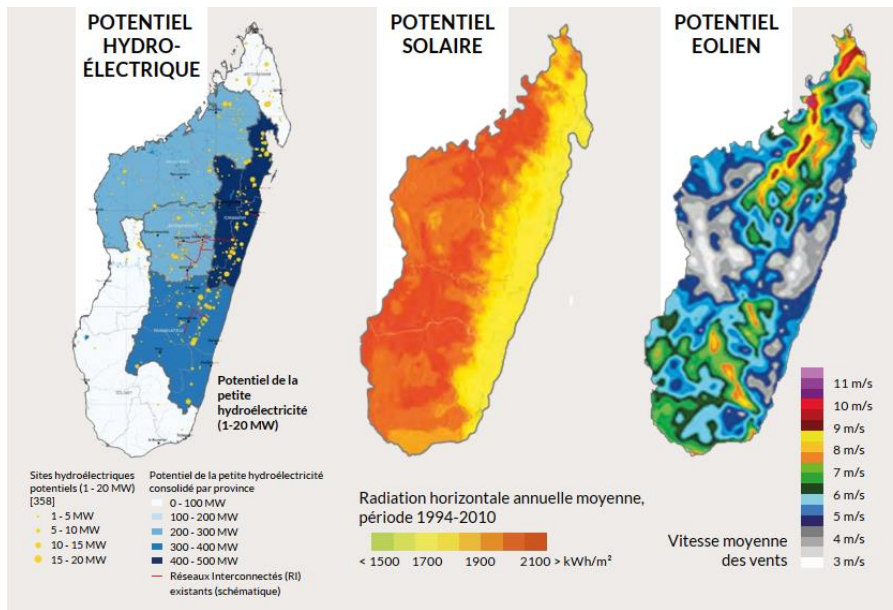 POTENTIEL
HYDRO-
ÉLECTRIQUE
Potentiel de la
petite
hydroélectricité
(1-20 MW)
Sites hydroélectriques
potentiels (1 - 20 MW)
[358]
1 - 5 MW
5 - 10 MW
10 - 15 MW
15 - 20 MW
Potentiel de la petite hydroélectricité
consolidé par province
0 - 100 MW
100 - 200 MW
200 - 300 MW
300 - 400 MW
400 - 500 MW
Réseaux Interconnectés (RI)
existants (schématique)
POTENTIEL
SOLAIRE
Radiation horizontale annuelle moyenne,
période 1994-2010
< 1500 1700 1900 2100 > kWh/m²
POTENTIEL
EOLIEN
11 m/s
10 m/s
9 m/s
8 m/s
7 m/s
6 m/s
5 m/s
4 m/s
3 m/s
Vitesse moyenne
des vents